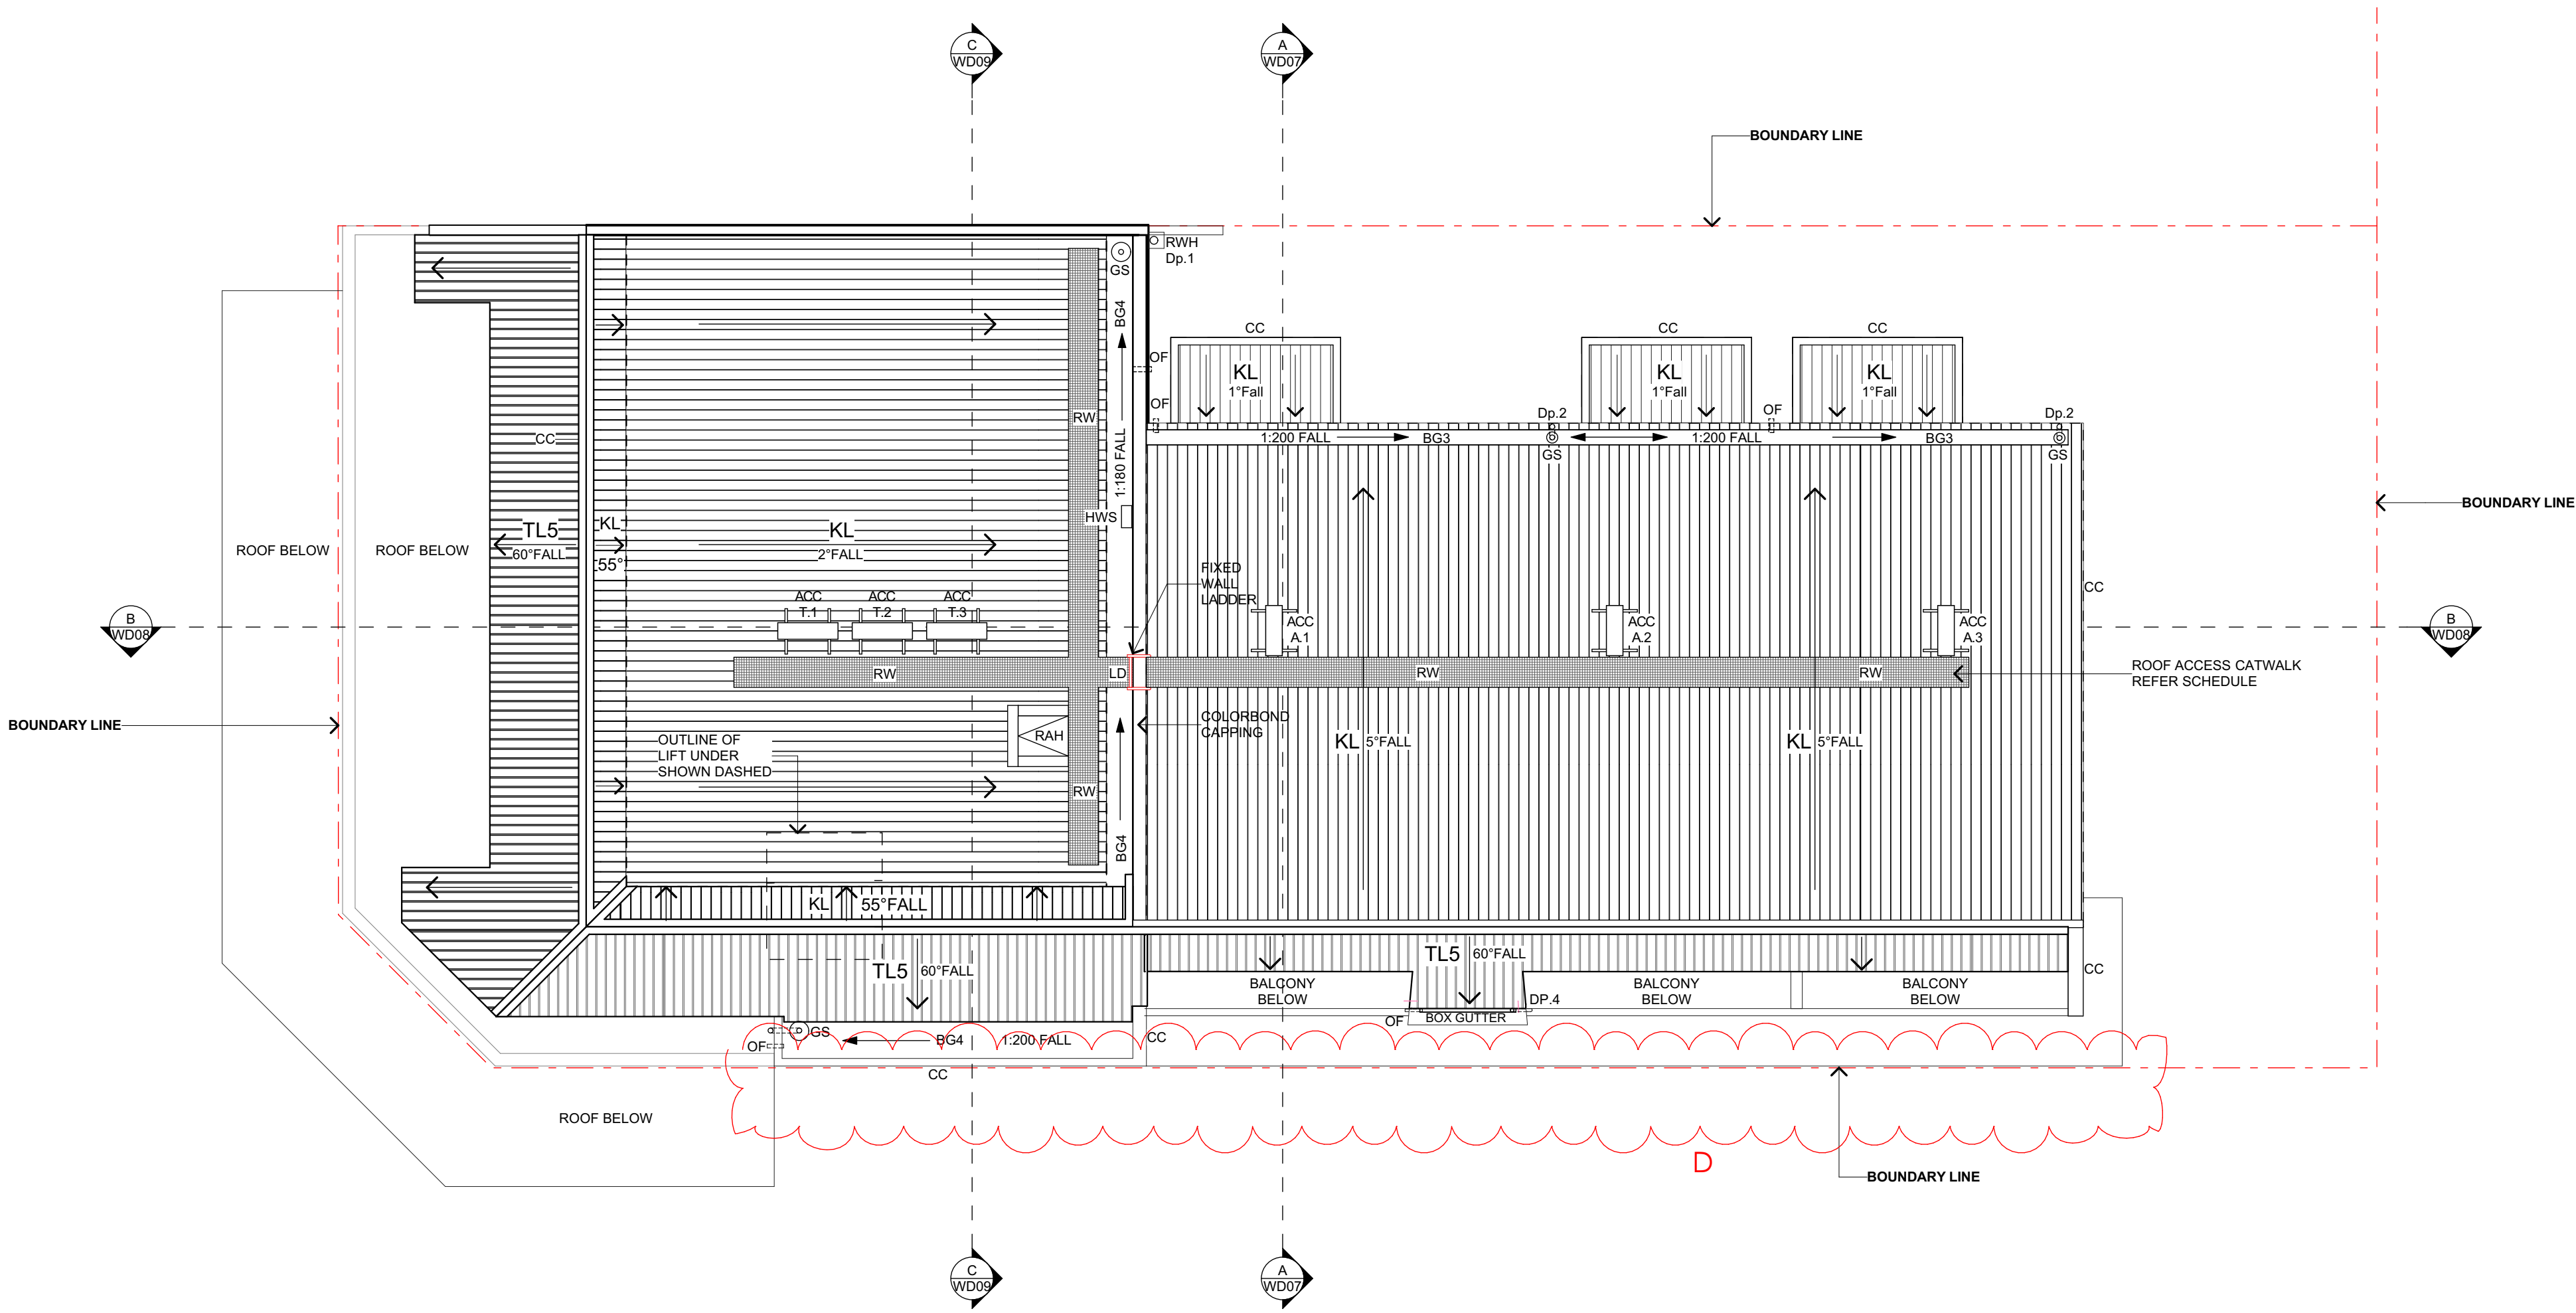 C
WD09
A
WD07
BOUNDARY LINE
RWH
Dp.1
GS
BG4
OF
OF
CC
KL
1°Fall
CC
KL
1°Fall
CC
KL
1°Fall
Dp.2
OF
Dp.2
1:200 FALL
BG3
1:200 FALL
BG3
GS
GS
RW
CC
1:180 FALL
BOUNDARY LINE
HWS
ROOF BELOW
ROOF BELOW
TL5
60°FALL
KL
55°
KL
2°FALL
FIXED
WALL
LADDER
CC
ACC
T.1
ACC
T.2
ACC
T.3
ACC
A.1
ACC
A.2
ACC
A.3
B
WD08
B
WD08
RW
LD
RW
RW
ROOF ACCESS CATWALK
REFER SCHEDULE
BOUNDARY LINE
COLORBOND
CAPPING
RAH
OUTLINE OF
LIFT UNDER
SHOWN DASHED
KL
5°FALL
KL
5°FALL
RW
BG4
KL
55°FALL
TL5
60°FALL
TL5
60°FALL
CC
BALCONY
BELOW
BALCONY
BELOW
BALCONY
BELOW
DP.4
OF
BOX GUTTER
GS
OF
BG4
1:200 FALL
CC
CC
ROOF BELOW
D
BOUNDARY LINE
C
WD09
A
WD07